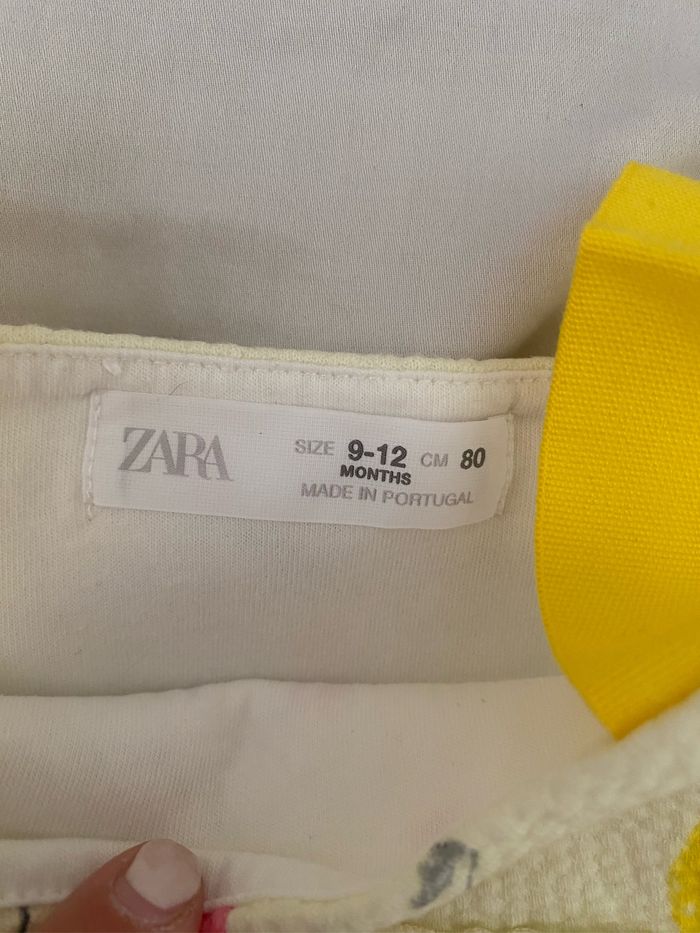 ZARA
SIZE 9-12 CM 80
MONTHS
MADE IN PORTUGAL